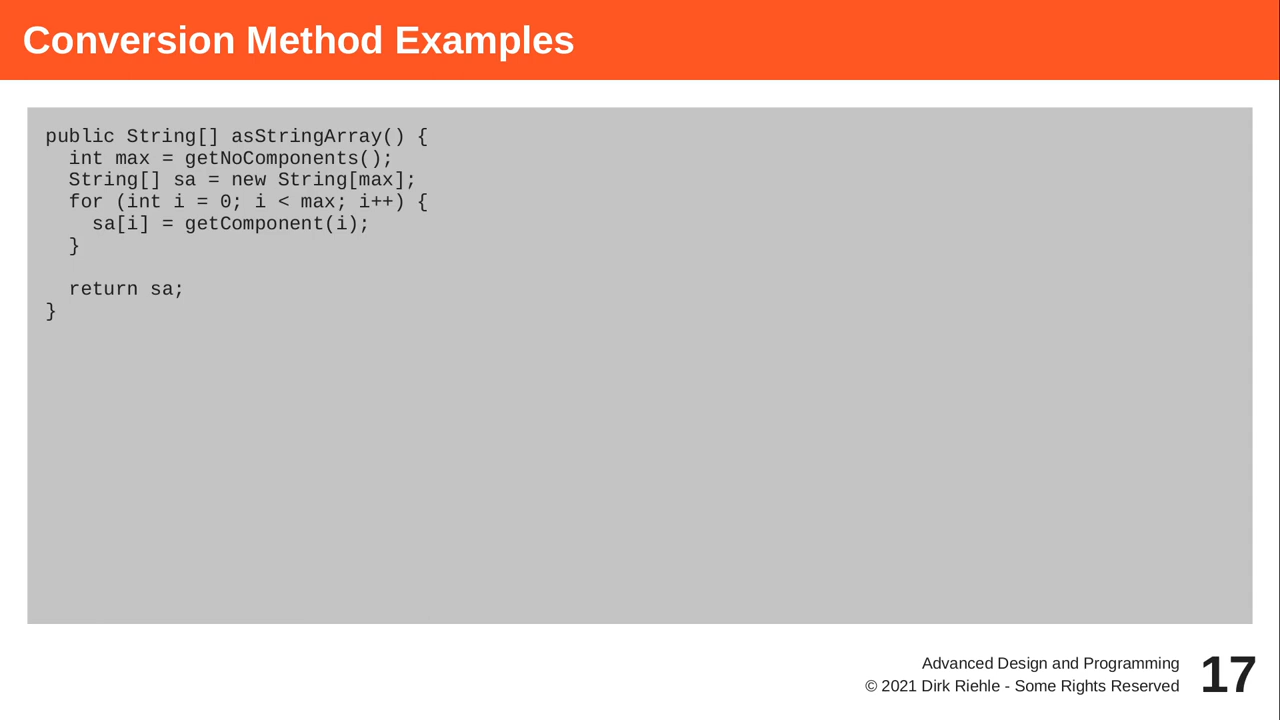 Conversion Method Examples
public String[] asStringArray() {
  int max = getNoComponents();
  String[] sa = new String[max];
  for (int i = 0; i < max; i++) {
    sa[i] = getComponent(i);
  }

  return sa;
}
Advanced Design and Programming
© 2021 Dirk Riehle - Some Rights Reserved
17